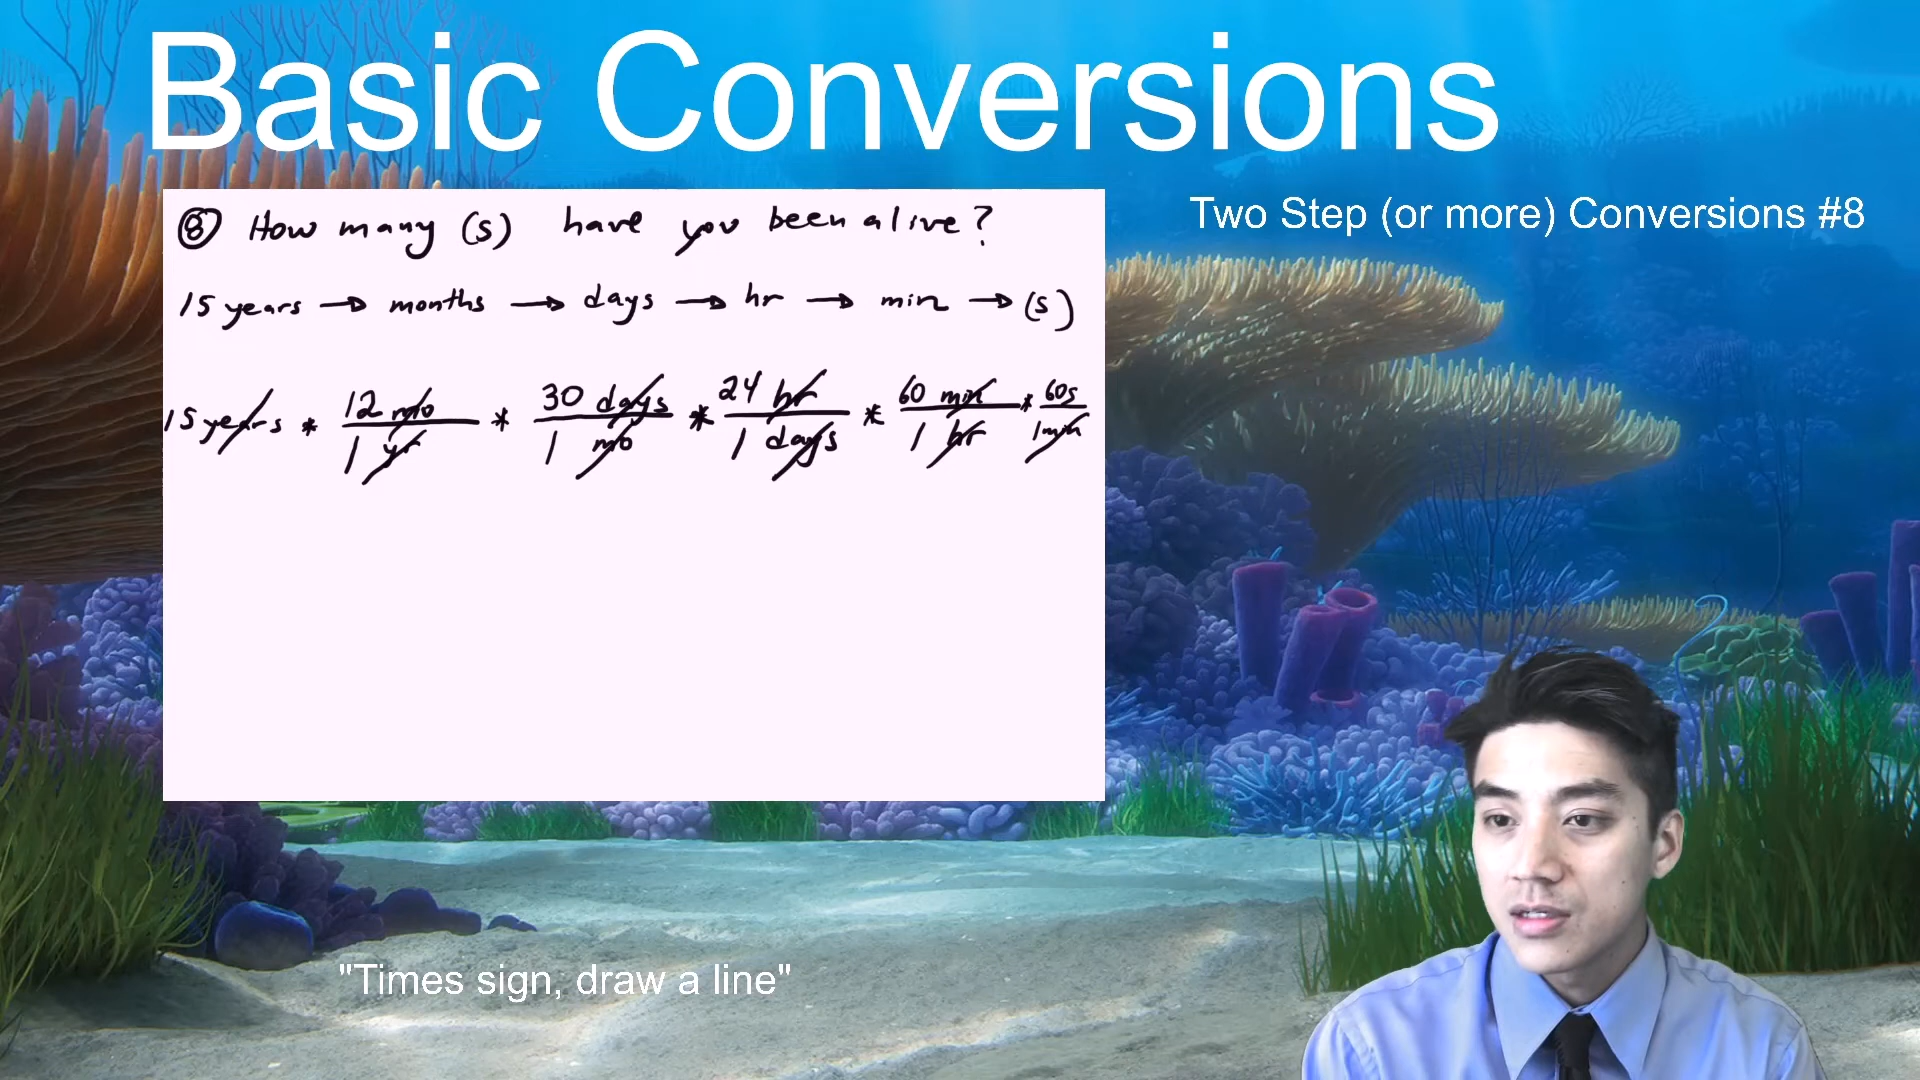 Basic Conversions
Two Step (or more) Conversions #8
⑧ How many (s) have you been alive?
15 years → months → days → hr → min → (s)
15 years * 12 mo / 1 yr * 30 days / 1 mo * 24 hr / 1 days * 60 min / 1 hr * 60s / 1min
"Times sign, draw a line"